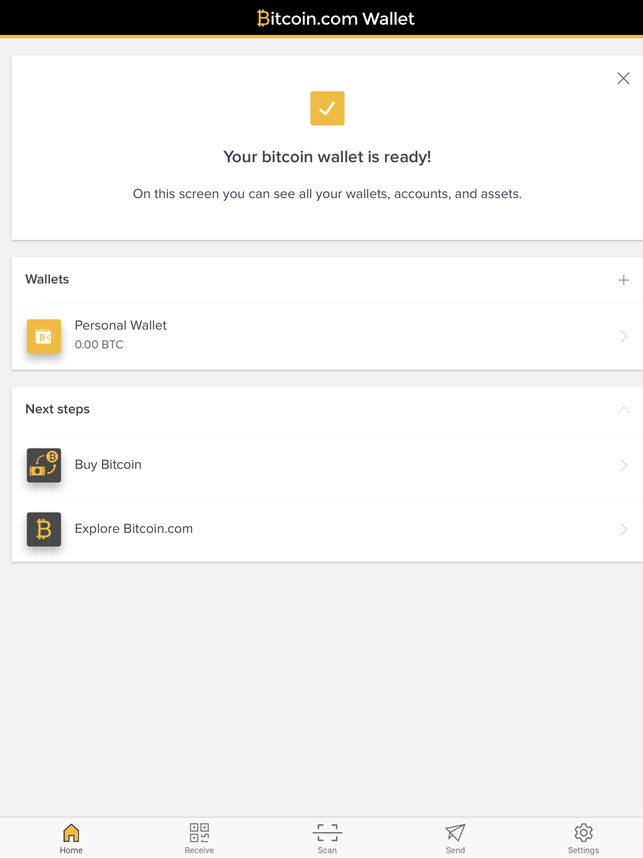 Bitcoin.com Wallet
Your bitcoin wallet is ready!
On this screen you can see all your wallets, accounts, and assets.
Wallets
Personal Wallet
0.00 BTC
Next steps
Buy Bitcoin
Explore Bitcoin.com
Home
Receive
Scan
Send
Settings